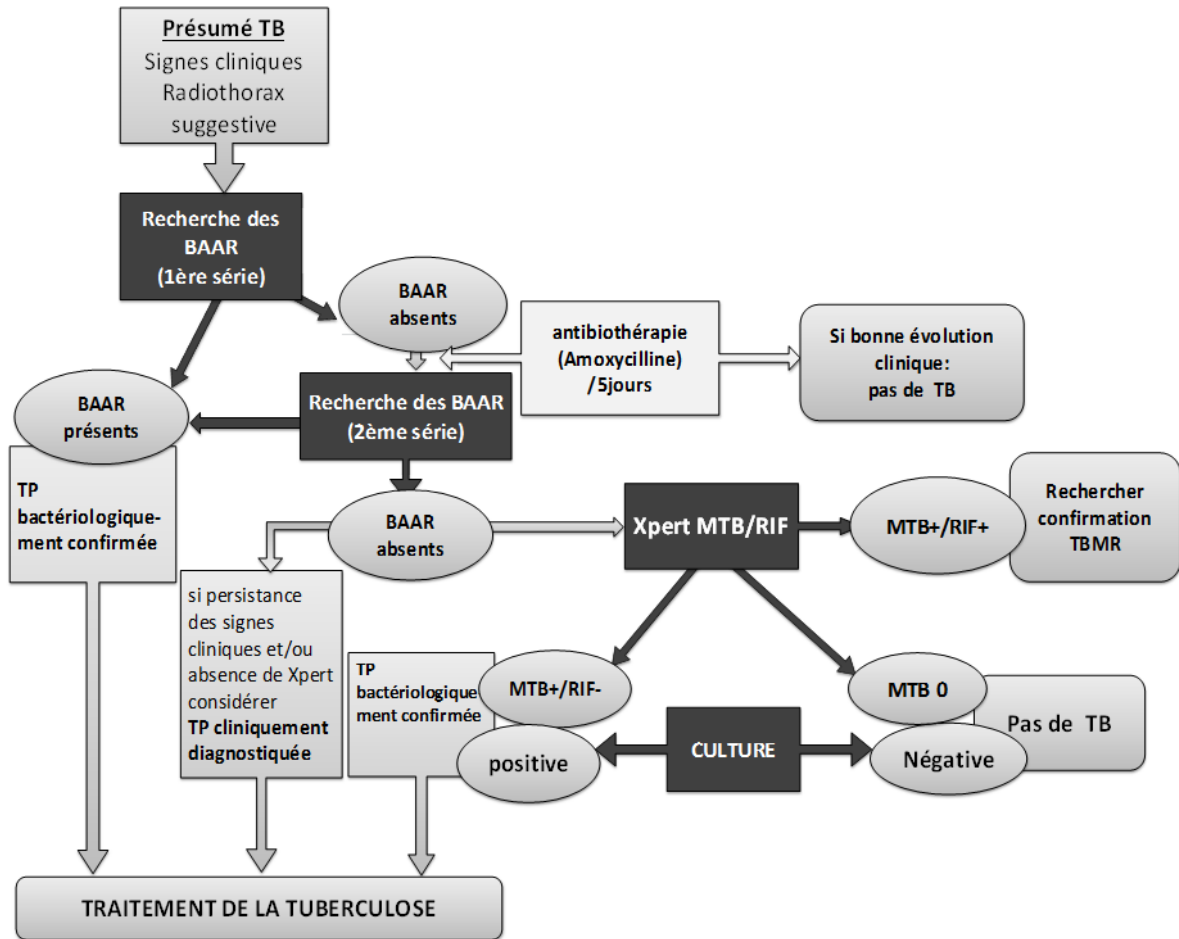 Présumé TB
Signes cliniques
Radiothorax
suggestive
Recherche des
BAAR
(1ère série)
BAAR
absents
antibiothérapie
(Amoxycilline)
/5jours
Si bonne évolution
clinique:
pas de TB
BAAR
présents
Recherche des BAAR
(2ème série)
TP
bactériologique-
ment confirmée
BAAR
absents
Xpert MTB/RIF
MTB+/RIF+
Rechercher
confirmation
TBMR
si persistance
des signes
cliniques et/ou
absence de Xpert
considérer
TP cliniquement
diagnostiquée
TP
bactériologique
ment confirmée
MTB+/RIF-
MTB 0
Pas de TB
positive
CULTURE
Négative
TRAITEMENT DE LA TUBERCULOSE